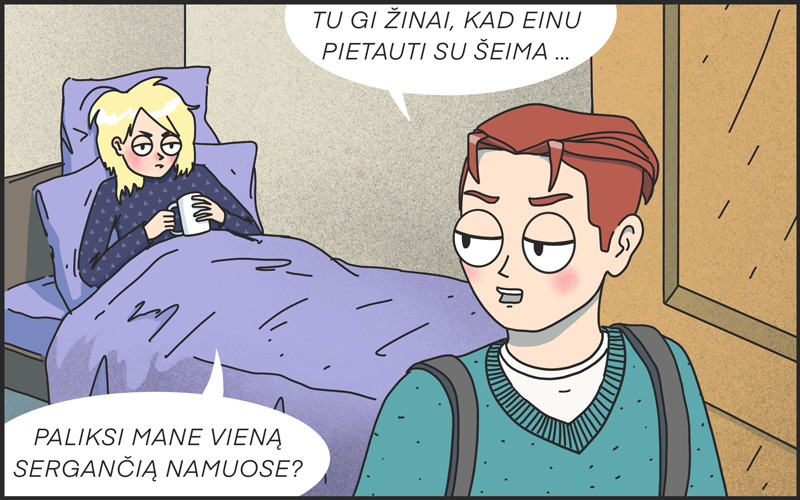 TU GI ŽINAI, KAD EINU
PIETAUTI SU ŠEIMA ...
PALIKSI MANE VIENĄ
SERGANČIĄ NAMUOSE?